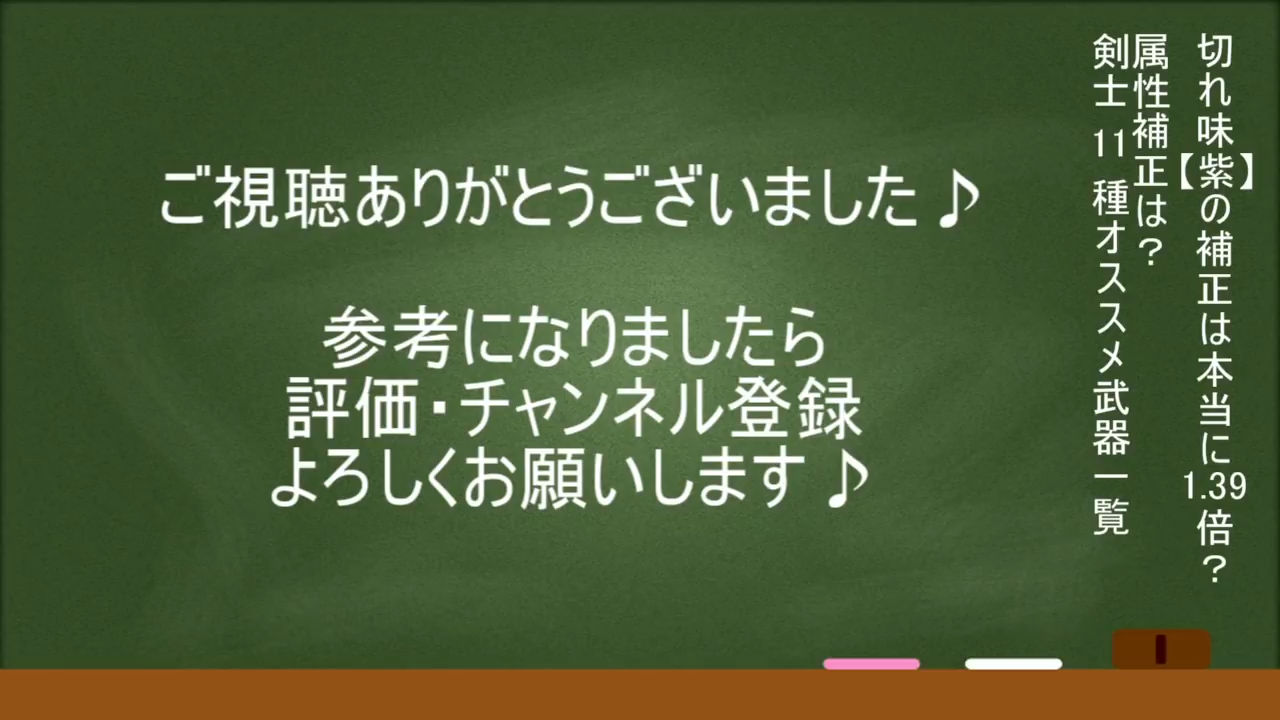 切れ味【紫】の補正は本当に1.39倍?
属性補正は?
剣士11種オススメ武器一覧
ご視聴ありがとうございました♪
参考になりましたら
評価・チャンネル登録
よろしくお願いします♪